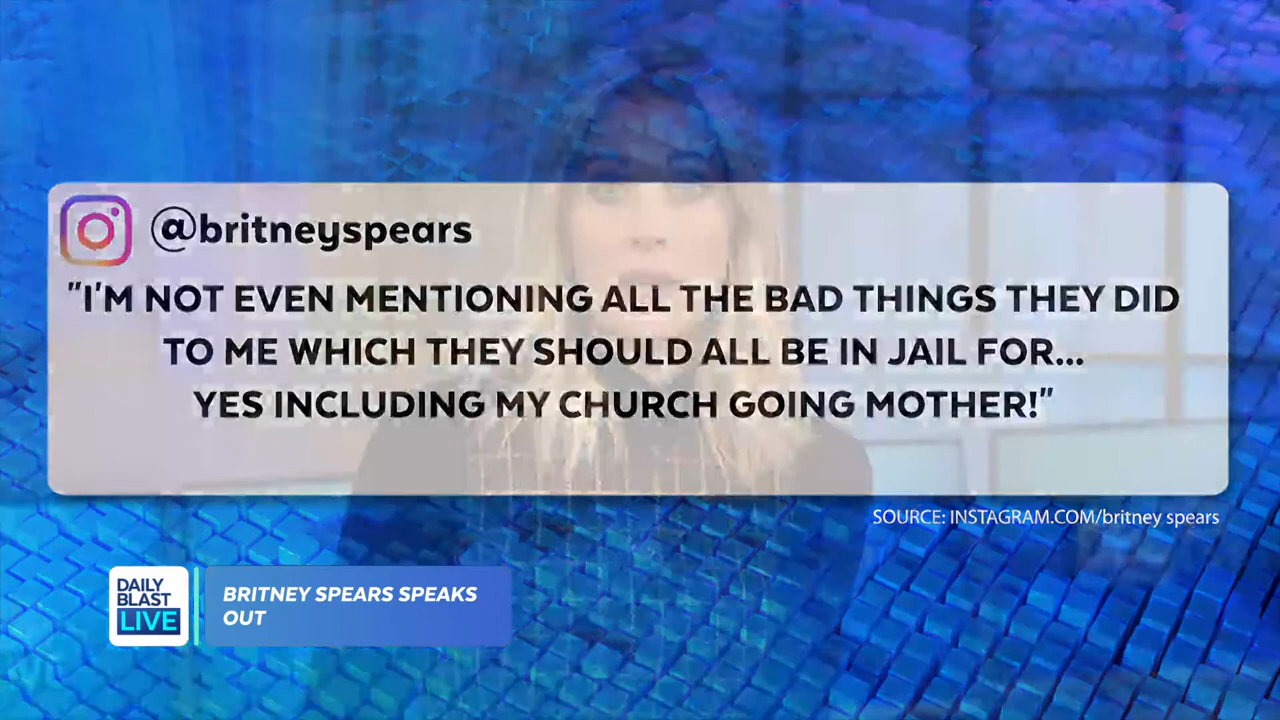 @britneyspears
"I'M NOT EVEN MENTIONING ALL THE BAD THINGS THEY DID
TO ME WHICH THEY SHOULD ALL BE IN JAIL FOR...
YES INCLUDING MY CHURCH GOING MOTHER!"
SOURCE: INSTAGRAM.COM/britney spears
DAILY
BLAST
LIVE
BRITNEY SPEARS SPEAKS
OUT